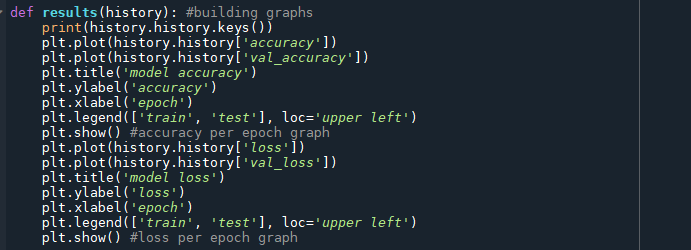 def results(history): #building graphs
    print(history.history.keys())
    plt.plot(history.history['accuracy'])
    plt.plot(history.history['val_accuracy'])
    plt.title('model accuracy')
    plt.ylabel('accuracy')
    plt.xlabel('epoch')
    plt.legend(['train', 'test'], loc='upper left')
    plt.show() #accuracy per epoch graph
    plt.plot(history.history['loss'])
    plt.plot(history.history['val_loss'])
    plt.title('model loss')
    plt.ylabel('loss')
    plt.xlabel('epoch')
    plt.legend(['train', 'test'], loc='upper left')
    plt.show() #loss per epoch graph